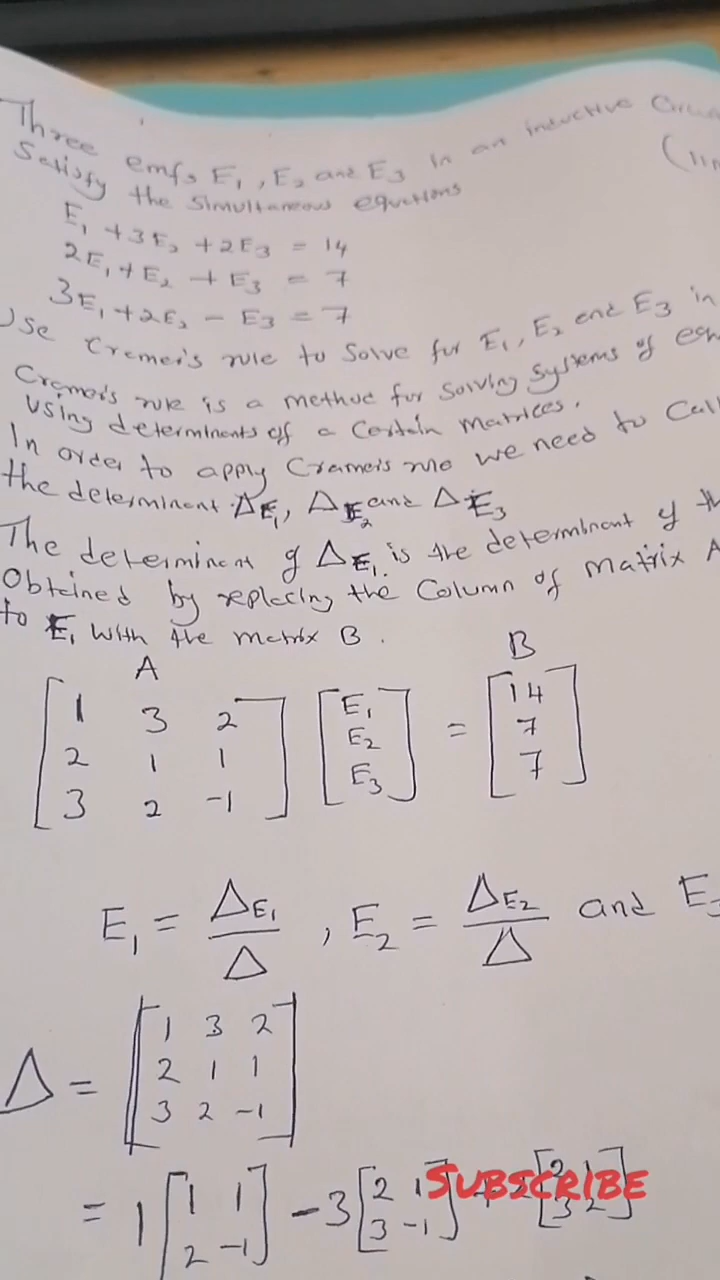 Three emfs E₁, E₂ and E₃ in an inductive
Satisfy the simultaneous equations
E₁ + 3E₂ + 2E₃ = 14
2E₁ + E₂ + E₃ = 7
3E₁ + 2E₂ - E₃ = 7
Use Cramer's rule to Solve for E₁, E₂ and E₃ in
Cramer's rule is a method for solving systems of
using determinants of a certain matrices.
In order to apply Cramer's rule we need to
the determinant ΔE₁, ΔE₂ and ΔE₃
The determinant of ΔE₁ is the determinant of
Obtained by replacing the Column of matrix A
to E₁ with the matrix B.
A B
[1 3 2] [E₁] = [14]
[2 1 1] [E₂] [7]
[3 2 -1] [E₃] [7]
E₁ = ΔE₁/Δ , E₂ = ΔE₂/Δ and
Δ = [1 3 2]
[2 1 1]
[3 2 -1]
= 1[1 1] - 3[2 1]
[2 -1] [3 -1]
SUBSCRIBE